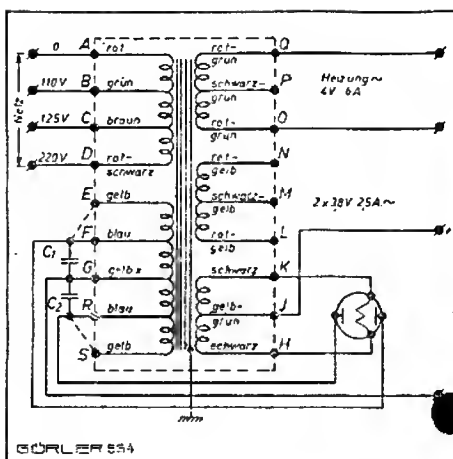 0 A rot
110V B grün
125V C braun
220V D rot-schwarz
Netz
E gelb
F blau
C1
G gelb x
C2
R blau
S gelb
rot-grün Q
schwarz-grün P
rot-grün O
Heizung~
4V 6A
rot-gelb N
schwarz-gelb M
rot-gelb L
2x38V 2,5A~
schwarz K
gelb-grün J
schwarz H
GÖRLER